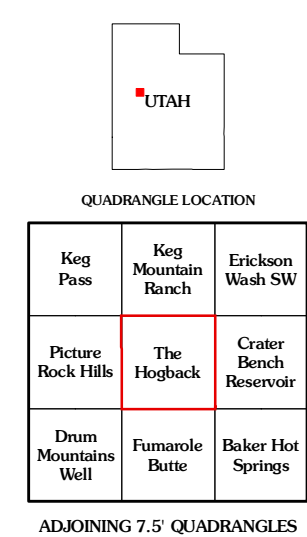 UTAH
QUADRANGLE LOCATION
Keg
Pass
Keg
Mountain
Ranch
Erickson
Wash SW
Picture
Rock Hills
The
Hogback
Crater
Bench
Reservoir
Drum
Mountains
Well
Fumarole
Butte
Baker Hot
Springs
ADJOINING 7.5' QUADRANGLES